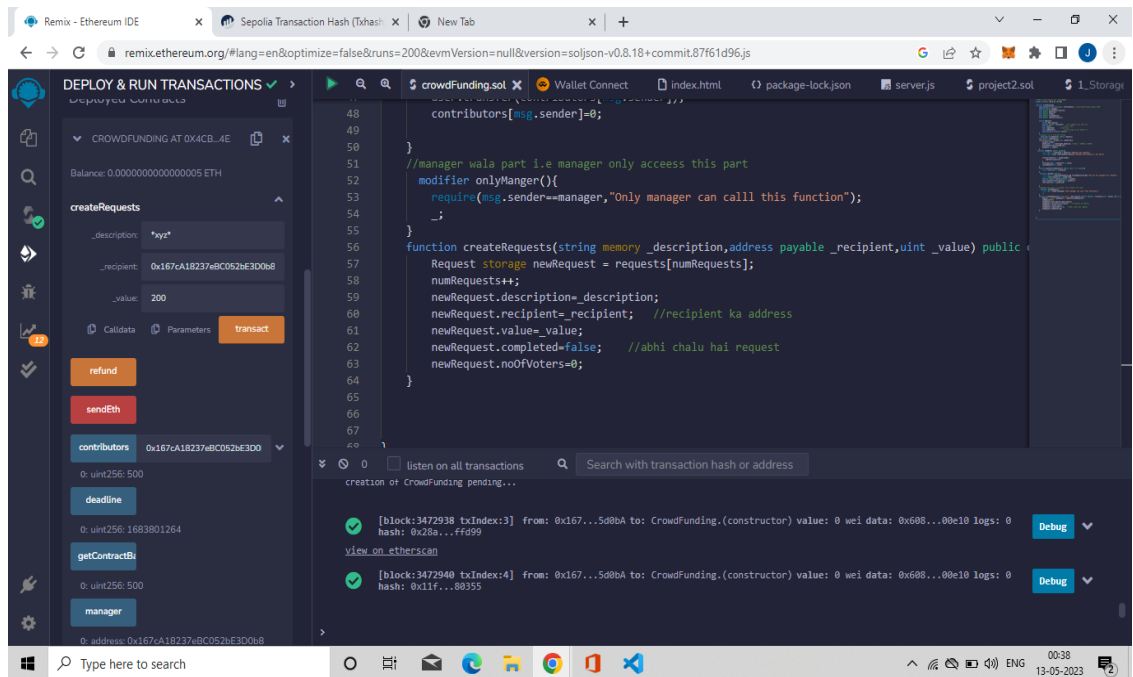 Remix - Ethereum IDE
Sepolia Transaction Hash (Txhash
New Tab
remix.ethereum.org/#lang=en&optimize=false&runs=200&evmVersion=null&version=soljson-v0.8.18+commit.87f61d96.js
G
J
DEPLOY & RUN TRANSACTIONS
crowdFunding.sol
Wallet Connect
index.html
package-lock.json
server.js
project2.sol
1_Storage
Deployed Contracts
CROWDFUNDING AT 0X4CB...4E
Balance: 0.0000000000000005 ETH
createRequests
_description: "xyz"
_recipient: 0x167cA18237eBC052bE3D0b8
_value: 200
Calldata
Parameters
transact
refund
sendEth
contributors 0x167cA18237eBC052bE3D0
0: uint256: 500
deadline
0: uint256: 1683801264
getContractBa
0: uint256: 500
manager
0: address: 0x167cA18237eBC052bE3D0b8
12
48 contributors[msg.sender]=0;
49
50 }
51 //manager wala part i.e manager only acceess this part
52 modifier onlyManger(){
53 require(msg.sender==manager,"Only manager can calll this function");
54 _;
55 }
56 function createRequests(string memory _description,address payable _recipient,uint _value) public
57 Request storage newRequest = requests[numRequests];
58 numRequests++;
59 newRequest.description=_description;
60 newRequest.recipient=_recipient; //recipient ka address
61 newRequest.value=_value;
62 newRequest.completed=false; //abhi chalu hai request
63 newRequest.noOfVoters=0;
64 }
65
66
67
68 }
0
listen on all transactions
Search with transaction hash or address
creation of CrowdFunding pending...
[block:3472938 txIndex:3] from: 0x167...5d0bA to: CrowdFunding.(constructor) value: 0 wei data: 0x608...00e10 logs: 0
hash: 0x28a...ffd99
Debug
view on etherscan
[block:3472940 txIndex:4] from: 0x167...5d0bA to: CrowdFunding.(constructor) value: 0 wei data: 0x608...00e10 logs: 0
hash: 0x11f...80355
Debug
>
Type here to search
ENG
00:38
13-05-2023
2